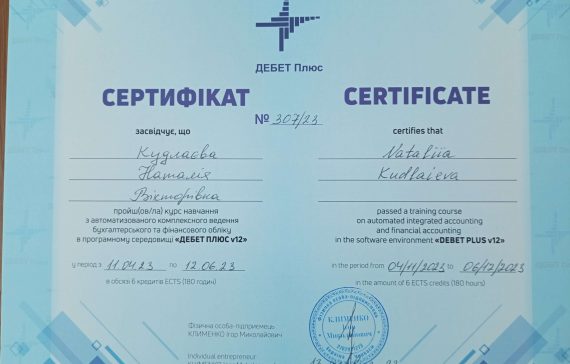 ДЕБЕТ Плюс
СЕРТИФІКАТ
CERTIFICATE
№ 307/23
засвідчує, що
Кудлаєва
Наталія
Вікторівна
пройш(ов/ла) курс навчання
з автоматизованого комплексного ведення
бухгалтерського та фінансового обліку
в програмному середовищі «ДЕБЕТ ПЛЮС v12»
у період з 11.04.23 по 12.06.23
в обсязі 6 кредитів ECTS (180 годин)
certifies that
Nataliia
Kudlaieva
passed a training course
on automated integrated accounting
and financial accounting
in the software environment «DEBET PLUS v12»
in the period from 04/11/2023 to 06/12/2023
in the amount of 6 ECTS credits (180 hours)
Фізична особа-підприємець
КЛИМЕНКО Ігор Миколайович
Individual entrepreneur
КЛИМЕНКО
Ігор
Миколайович